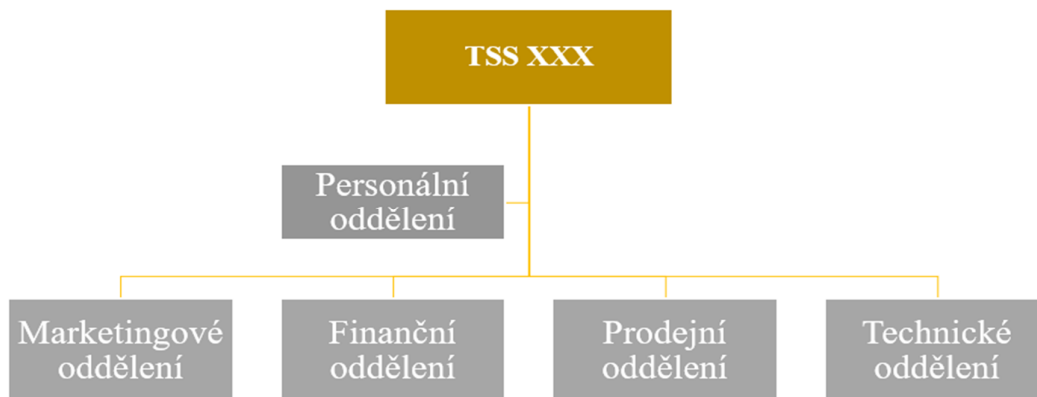 TSS XXX
Personální
oddělení
Marketingové
oddělení
Finanční
oddělení
Prodejní
oddělení
Technické
oddělení